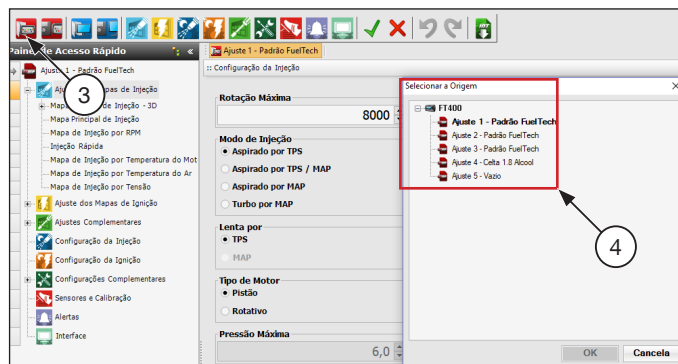 Paine de Acesso Rápido
Ajuste 1 - Padrão FuelTech
Ajuste 1 - Padrão FuelTech
:: Configuração da Injeção
3
Aju apas de Injeção
Mapa de Injeção - 3D
Mapa Principal de Injeção
Mapa de Injeção por RPM
Injeção Rápida
Mapa de Injeção por Temperatura do Mot
Mapa de Injeção por Temperatura do Ar
Mapa de Injeção por Tensão
Ajuste dos Mapas de Ignição
Ajustes Complementares
Configuração da Injeção
Configuração da Ignição
Configurações Complementares
Sensores e Calibração
Alertas
Interface
Rotação Máxima
8000
Modo de Injeção
Aspirado por TPS
Aspirado por TPS / MAP
Aspirado por MAP
Turbo por MAP
Lenta por
TPS
MAP
Tipo de Motor
Pistão
Rotativo
Pressão Máxima
6,0
Selecionar a Origem
FT400
Ajuste 1 - Padrão FuelTech
Ajuste 2 - Padrão FuelTech
Ajuste 3 - Padrão FuelTech
Ajuste 4 - Celta 1.8 Alcool
Ajuste 5 - Vazio
4
OK Cancela